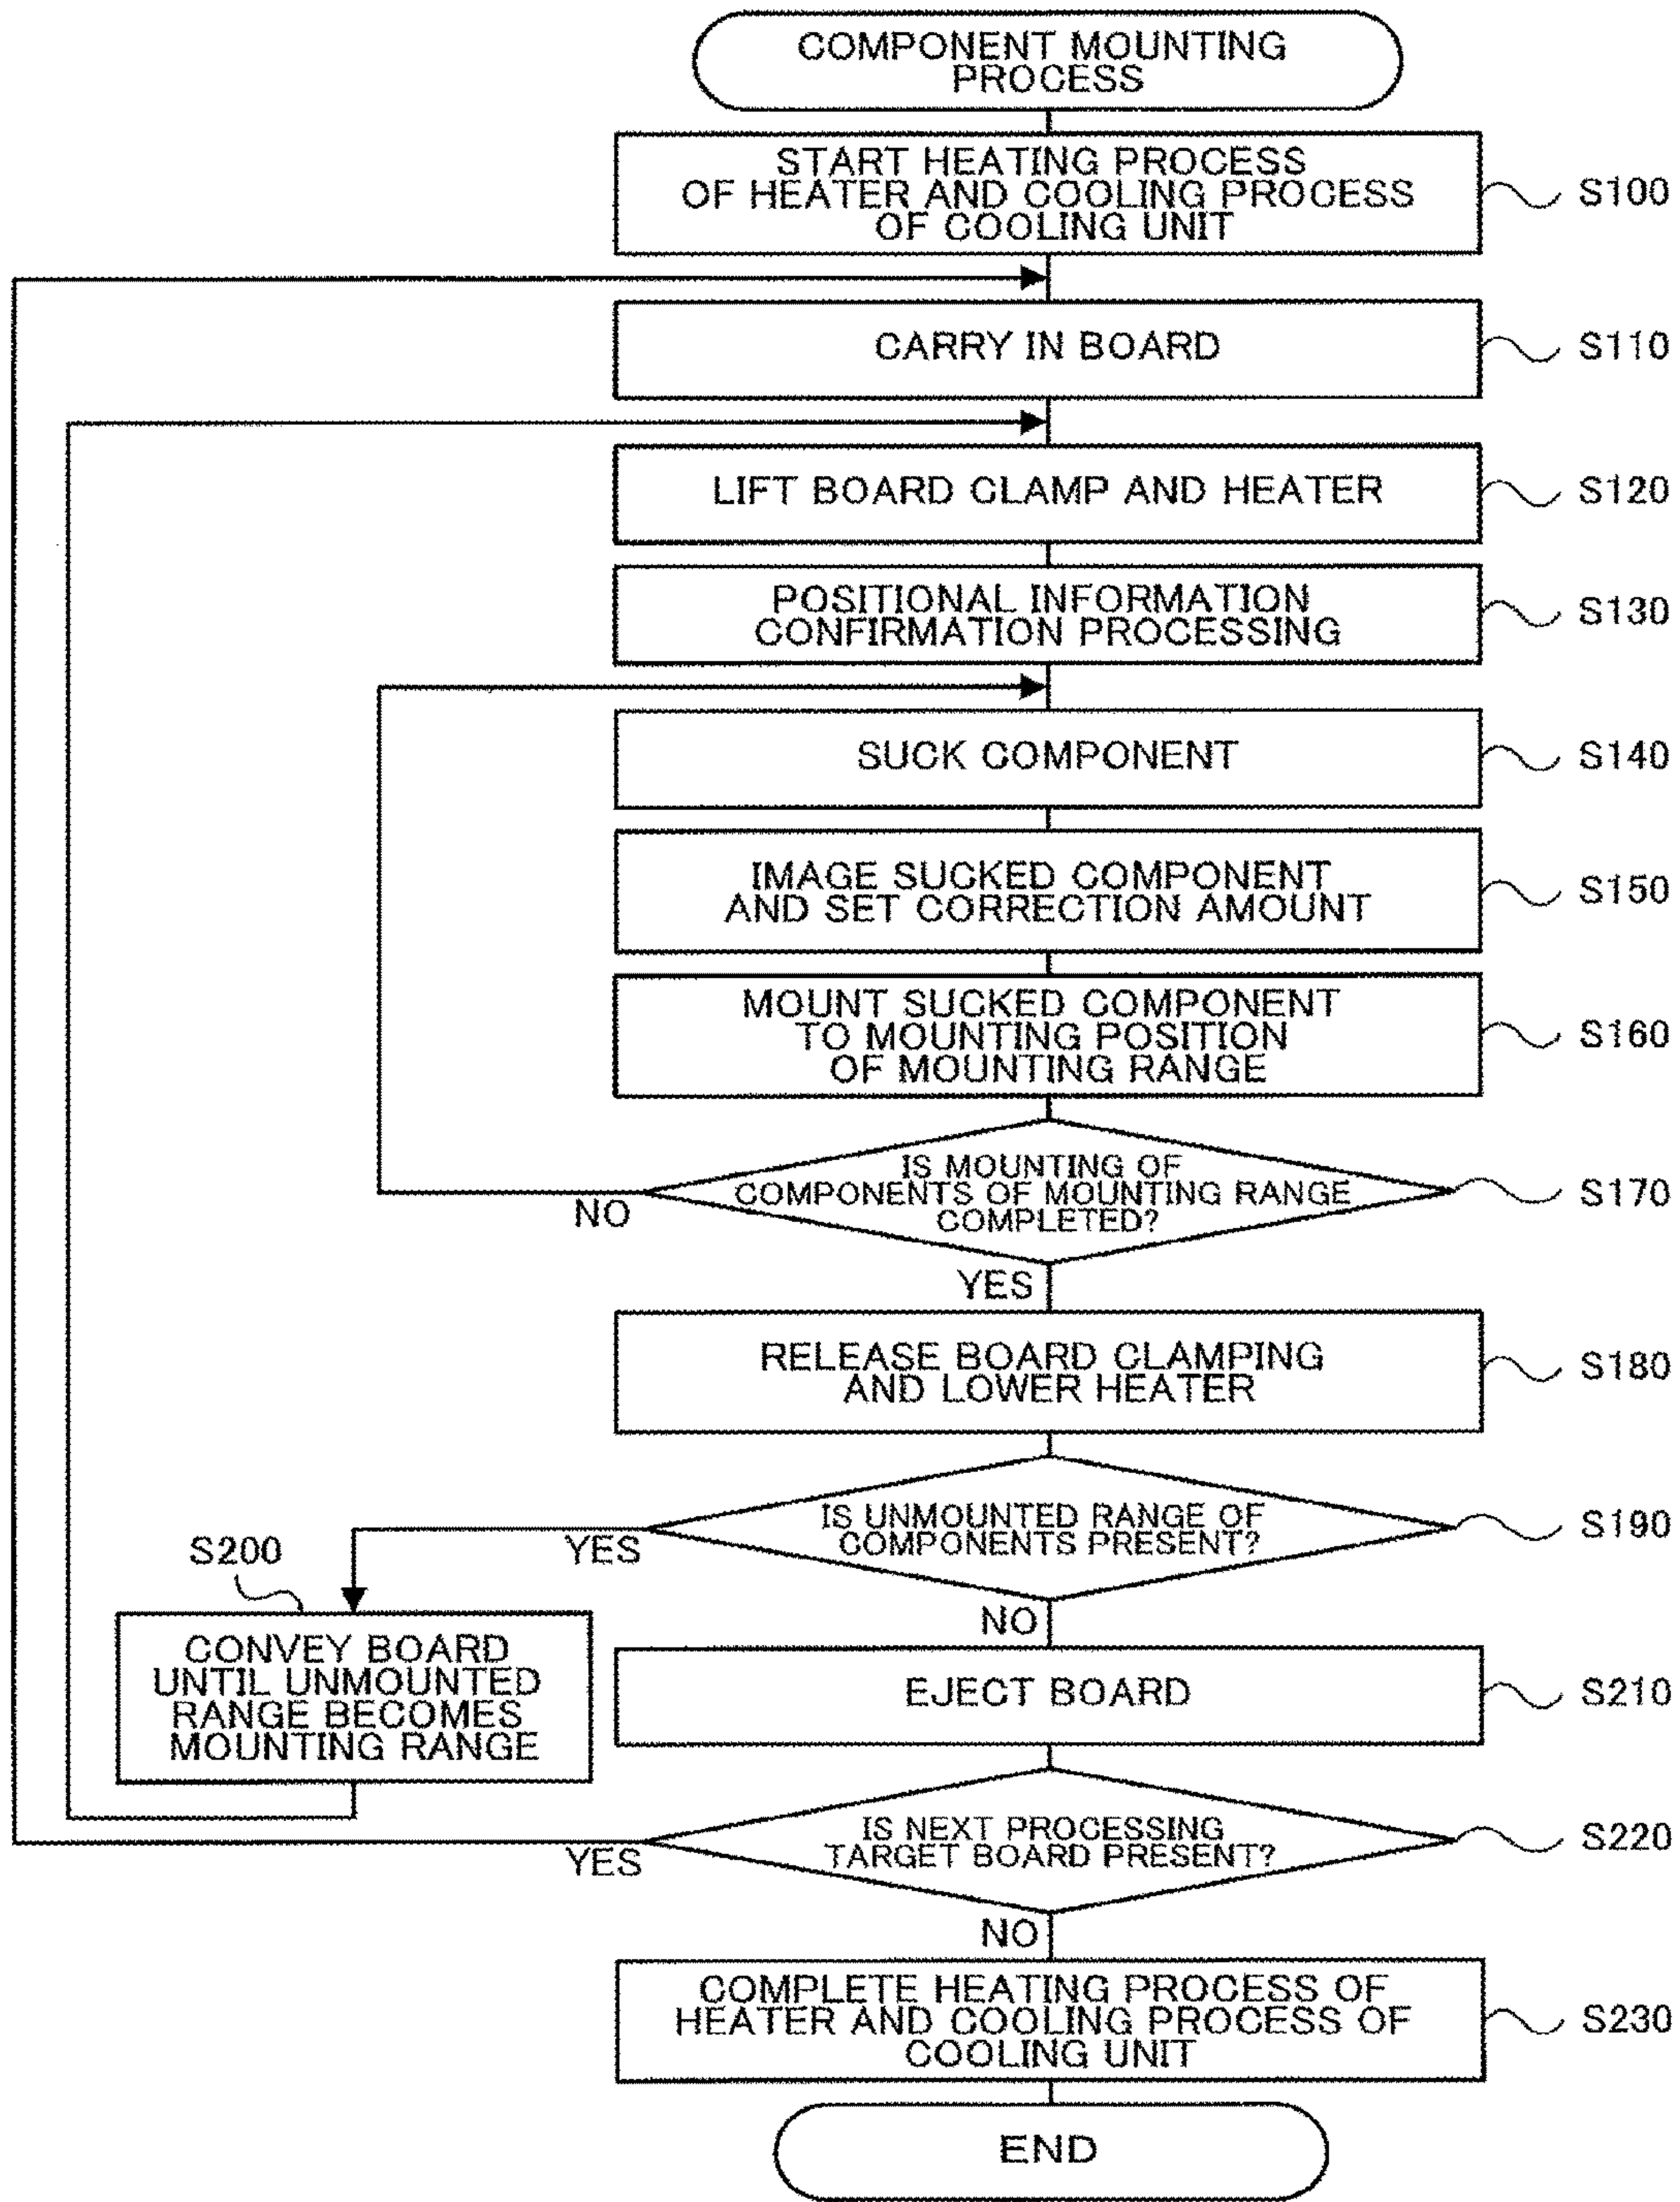 COMPONENT MOUNTING
PROCESS
START HEATING PROCESS
OF HEATER AND COOLING PROCESS
OF COOLING UNIT
S100
CARRY IN BOARD
S110
LIFT BOARD CLAMP AND HEATER
S120
POSITIONAL INFORMATION
CONFIRMATION PROCESSING
S130
SUCK COMPONENT
S140
IMAGE SUCKED COMPONENT
AND SET CORRECTION AMOUNT
S150
MOUNT SUCKED COMPONENT
TO MOUNTING POSITION
OF MOUNTING RANGE
S160
IS MOUNTING OF
COMPONENTS OF MOUNTING RANGE
COMPLETED?
S170
NO
YES
RELEASE BOARD CLAMPING
AND LOWER HEATER
S180
IS UNMOUNTED RANGE OF
COMPONENTS PRESENT?
S190
YES
NO
S200
CONVEY BOARD
UNTIL UNMOUNTED
RANGE BECOMES
MOUNTING RANGE
EJECT BOARD
S210
IS NEXT PROCESSING
TARGET BOARD PRESENT?
S220
YES
NO
COMPLETE HEATING PROCESS OF
HEATER AND COOLING PROCESS OF
COOLING UNIT
S230
END